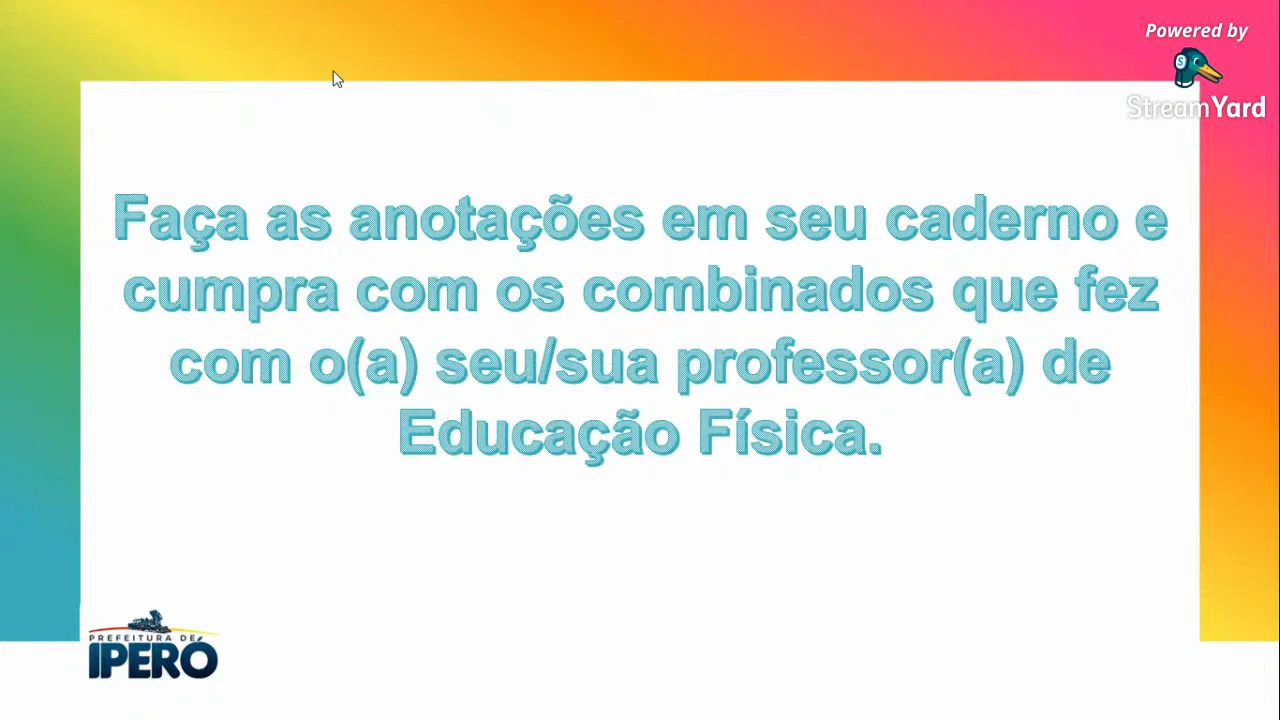 Powered by
StreamYard
Faça as anotações em seu caderno e
cumpra com os combinados que fez
com o(a) seu/sua professor(a) de
Educação Física.
PREFEITURA DE
IPERÓ